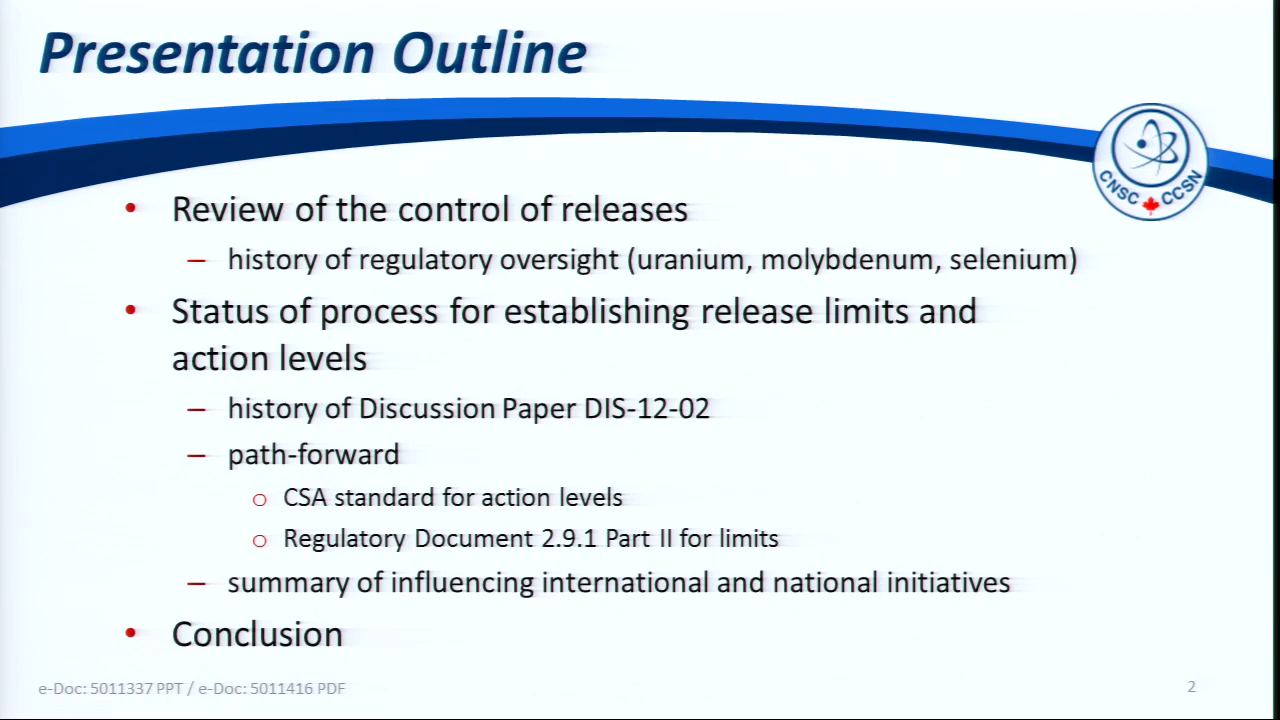 Presentation Outline
CNSC CCSN
• Review of the control of releases
– history of regulatory oversight (uranium, molybdenum, selenium)
• Status of process for establishing release limits and
action levels
– history of Discussion Paper DIS-12-02
– path-forward
o CSA standard for action levels
o Regulatory Document 2.9.1 Part II for limits
– summary of influencing international and national initiatives
• Conclusion
e-Doc: 5011337 PPT / e-Doc: 5011416 PDF
2